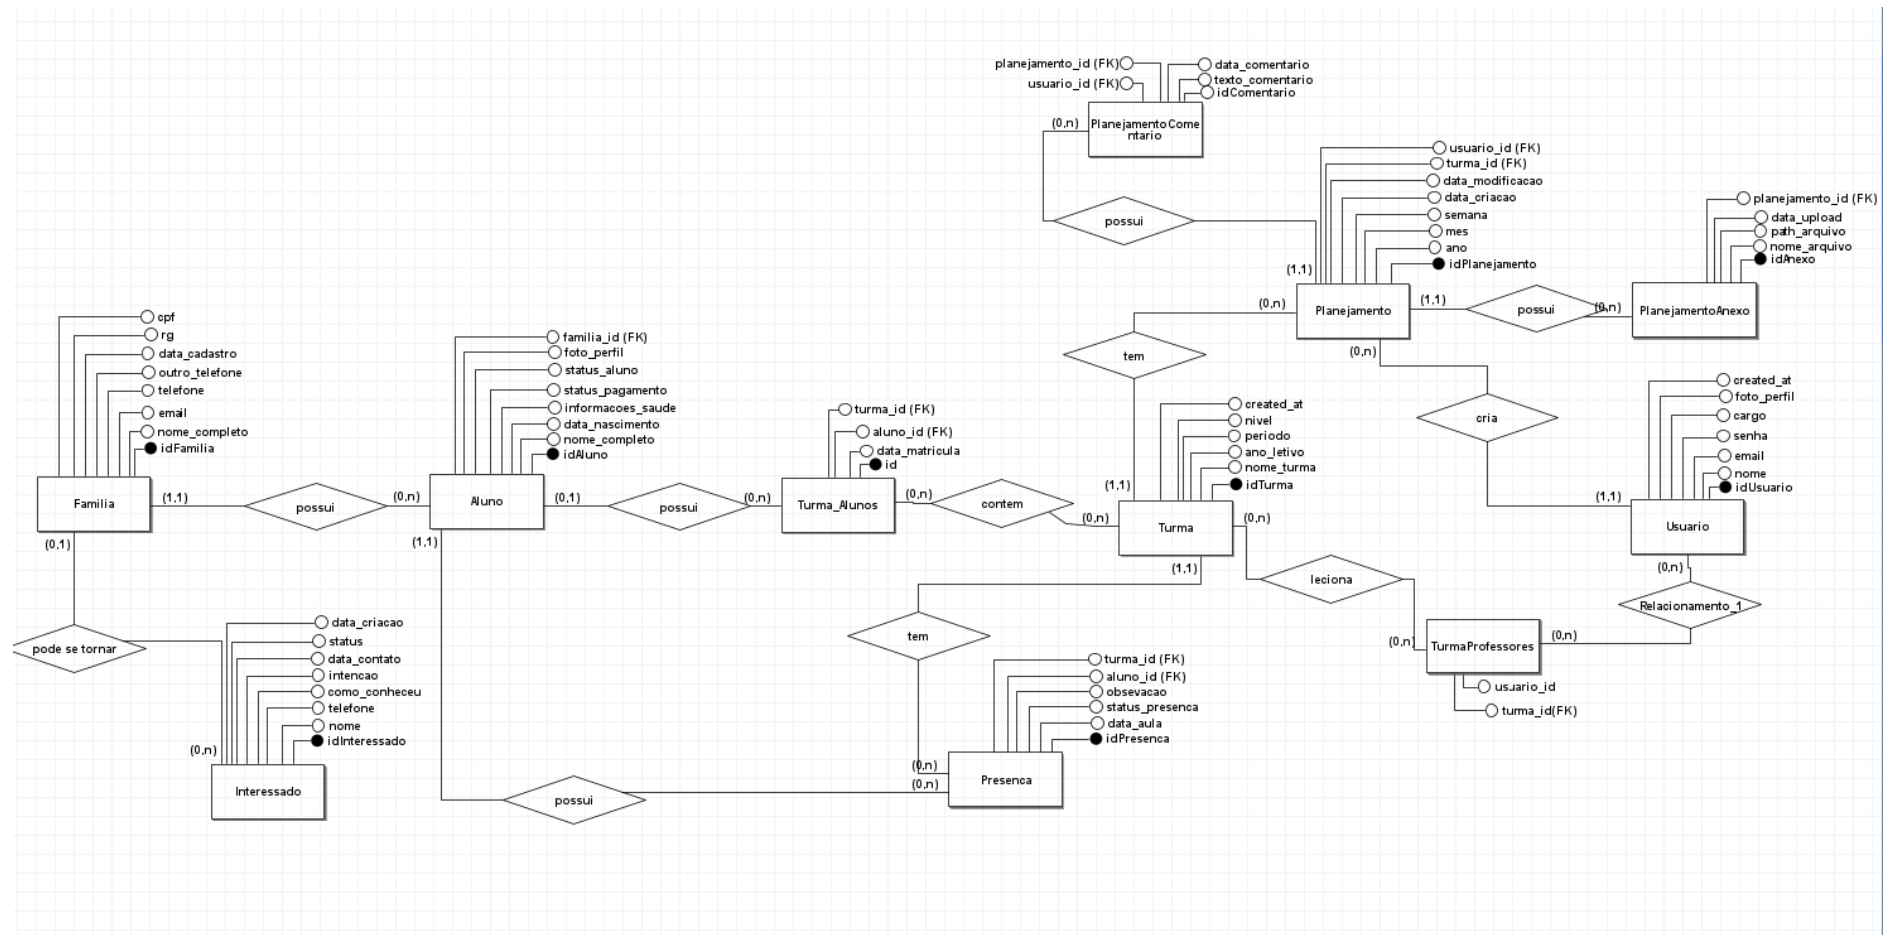 planejamento_id (FK)
usuario_id (FK)
data_comentario
texto_comentario
idComentario
(0,n)
PlanejamentoCome
ntario
possui
(1,1)
usuario_id (FK)
turma_id (FK)
data_modificacao
data_criacao
semana
mes
ano
idPlanejamento
(0,n)
Planejamento
(1,1)
possui
(0,n)
planejamento_id (FK)
data_upload
path_arquivo
nome_arquivo
idAnexo
PlanejamentoAnexo
(0,n)
tem
(1,1)
cria
(1,1)
cpf
rg
data_cadastro
outro_telefone
telefone
email
nome_completo
idFamilia
Familia
(1,1)
possui
(0,n)
(0,1)
familia_id (FK)
foto_perfil
status_aluno
status_pagamento
informacoes_saude
data_nascimento
nome_completo
idAluno
Aluno
(0,1)
possui
(0,n)
(1,1)
turma_id (FK)
aluno_id (FK)
data_matricula
id
Turma_Alunos
(0,n)
contem
(0,n)
created_at
nivel
periodo
ano_letivo
nome_turma
idTurma
Turma
(0,n)
(1,1)
leciona
(0,n)
created_at
foto_perfil
cargo
senha
email
nome
idUsuario
Usuario
(0,n)
Relacionamento_1
(0,n)
TurmaProfessores
usuario_id
turma_id(FK)
pode se tornar
data_criacao
status
data_contato
intencao
como_conheceu
telefone
nome
idInteressado
(0,n)
Interessado
tem
turma_id (FK)
aluno_id (FK)
obsevacao
status_presenca
data_aula
idPresenca
(0,n)
(0,n)
Presenca
possui